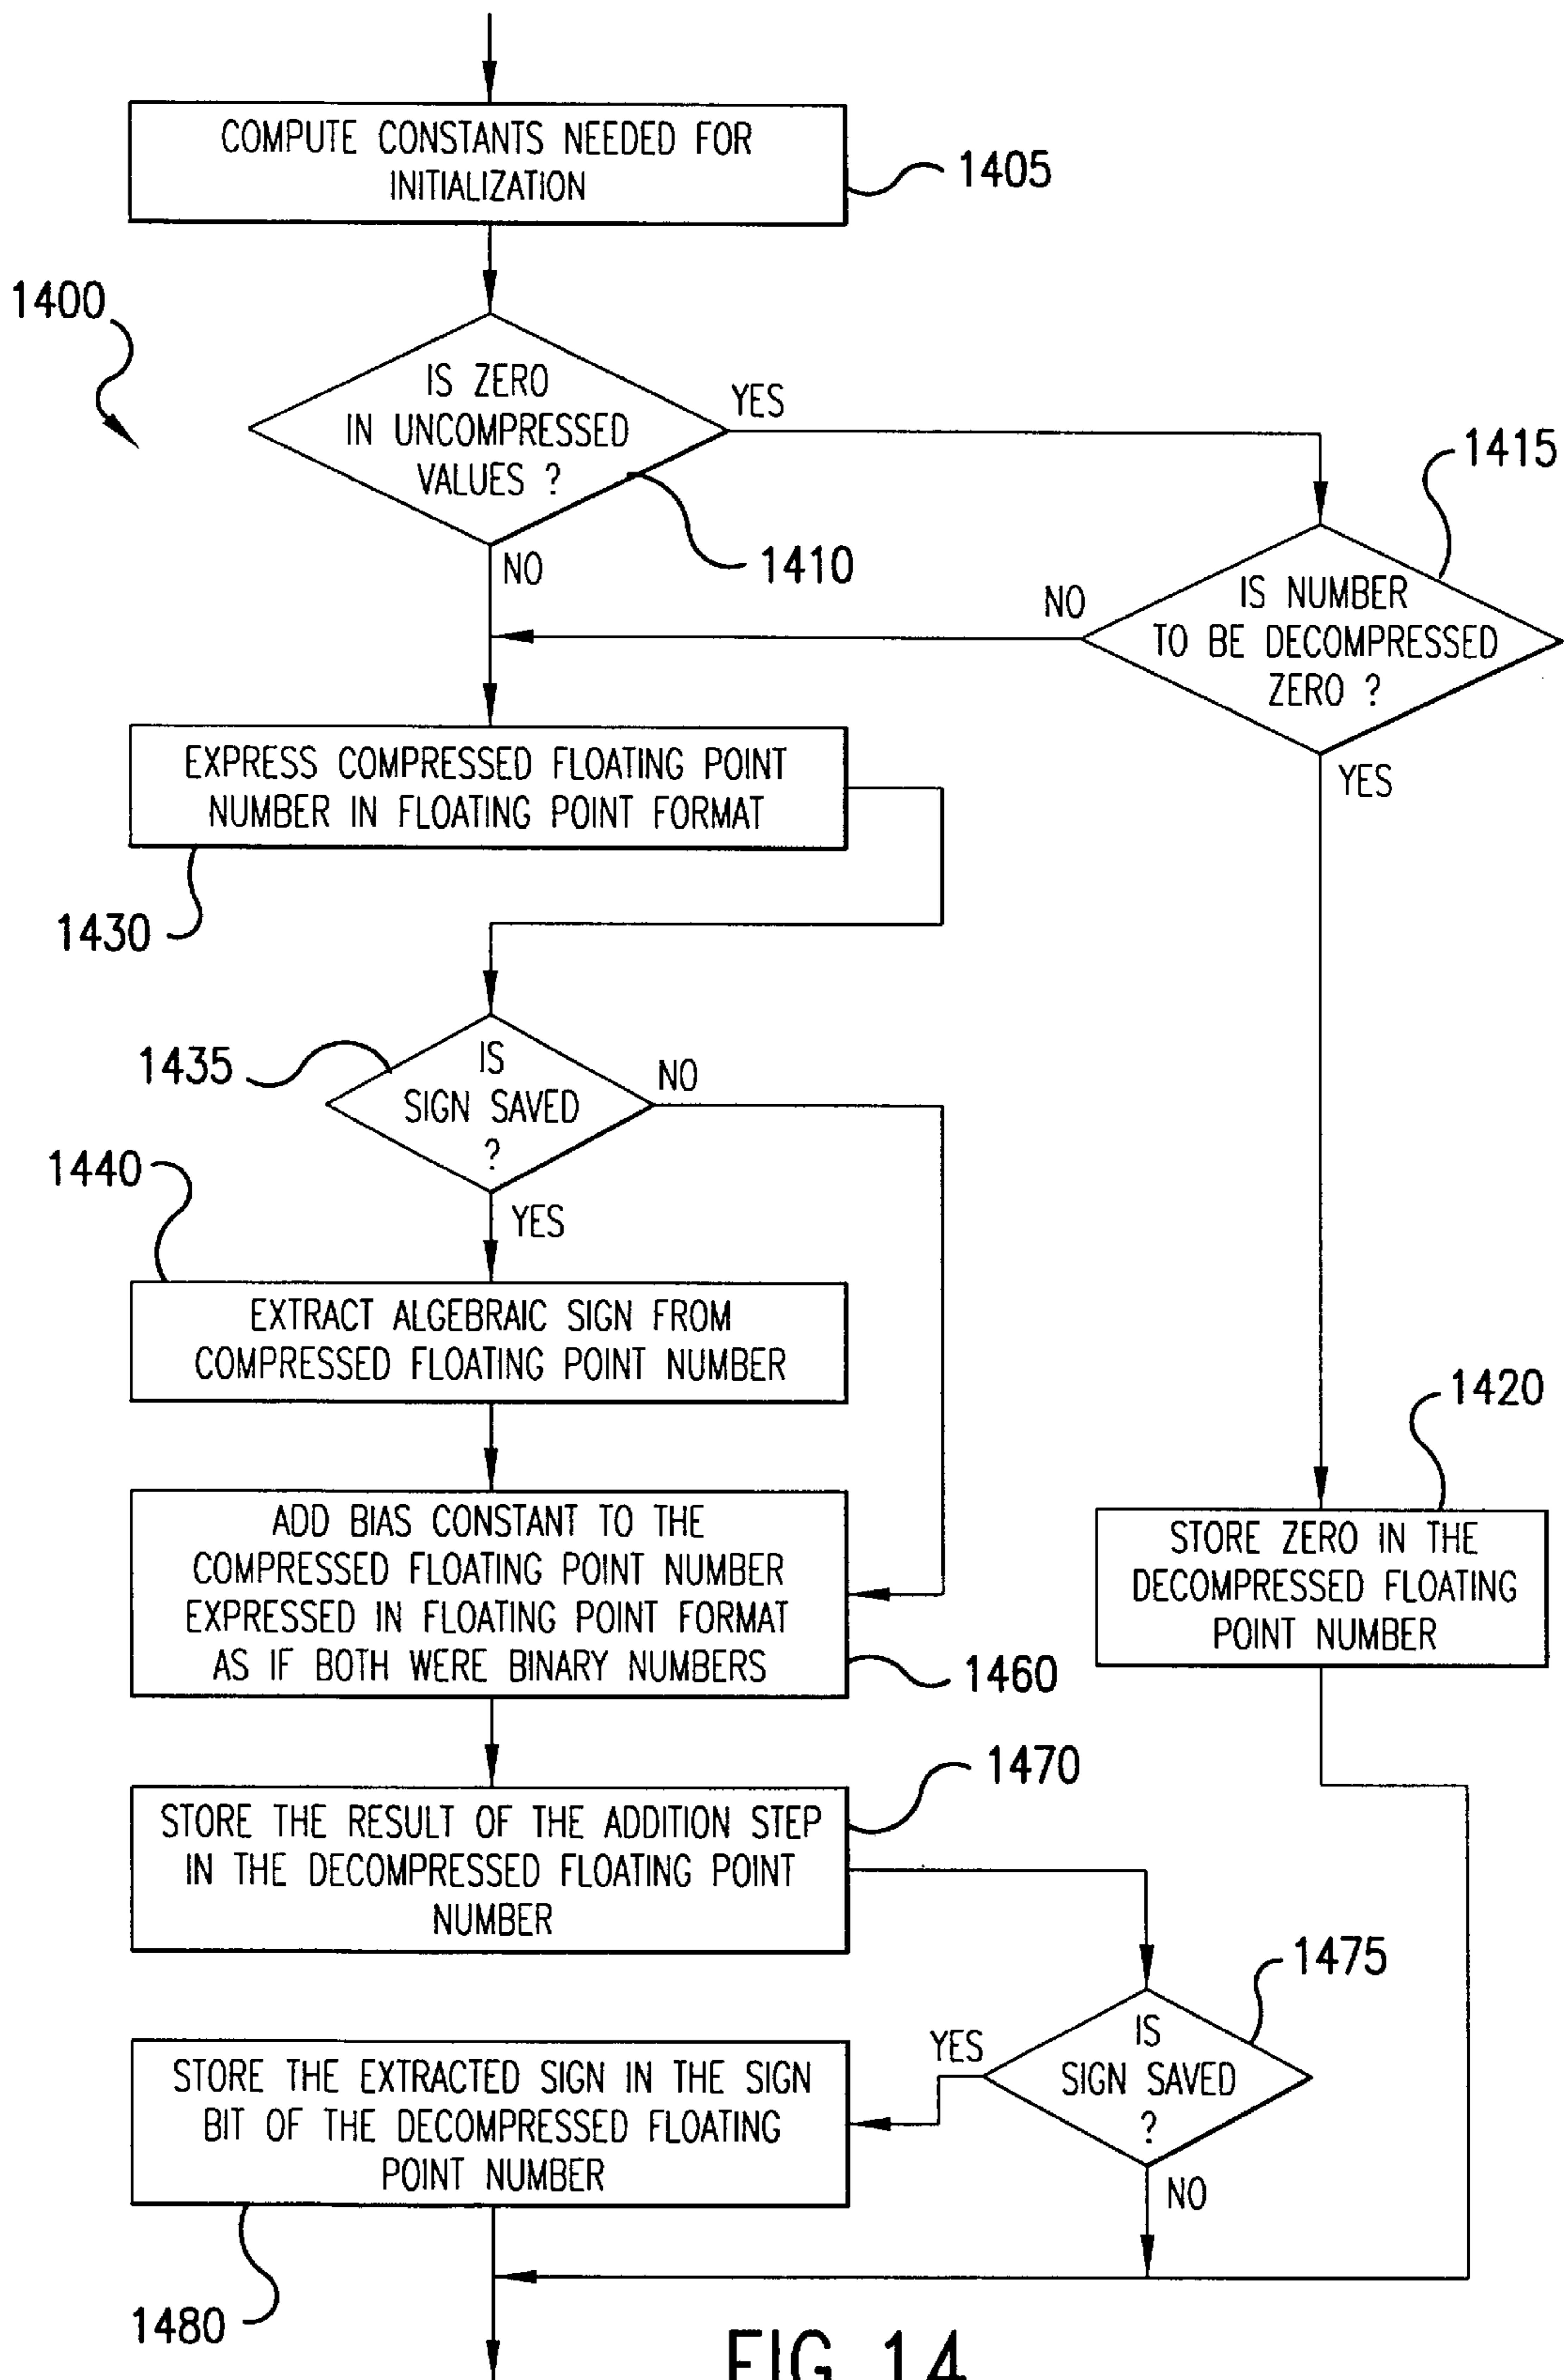 COMPUTE CONSTANTS NEEDED FOR
INITIALIZATION
1405
1400
IS ZERO
IN UNCOMPRESSED
VALUES ?
YES
NO
1410
1415
IS NUMBER
TO BE DECOMPRESSED
ZERO ?
NO
YES
EXPRESS COMPRESSED FLOATING POINT
NUMBER IN FLOATING POINT FORMAT
1430
1435
IS
SIGN SAVED
?
NO
YES
1440
EXTRACT ALGEBRAIC SIGN FROM
COMPRESSED FLOATING POINT NUMBER
1420
STORE ZERO IN THE
DECOMPRESSED FLOATING
POINT NUMBER
ADD BIAS CONSTANT TO THE
COMPRESSED FLOATING POINT NUMBER
EXPRESSED IN FLOATING POINT FORMAT
AS IF BOTH WERE BINARY NUMBERS
1460
1470
STORE THE RESULT OF THE ADDITION STEP
IN THE DECOMPRESSED FLOATING POINT
NUMBER
1475
IS
SIGN SAVED
?
YES
NO
STORE THE EXTRACTED SIGN IN THE SIGN
BIT OF THE DECOMPRESSED FLOATING
POINT NUMBER
1480
FIG. 14